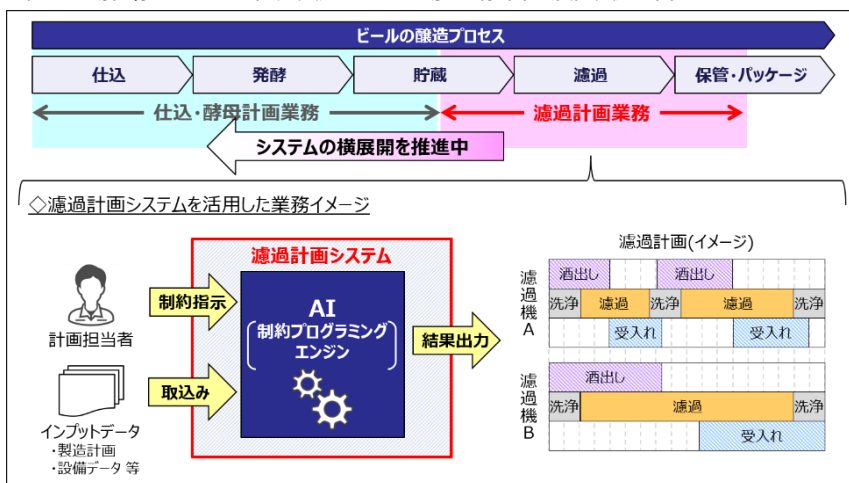 ビールの醸造プロセス
仕込
発酵
貯蔵
濾過
保管・パッケージ
仕込・酵母計画業務
濾過計画業務
システムの横展開を推進中
◇濾過計画システムを活用した業務イメージ
濾過計画システム
計画担当者
制約指示
AI
制約プログラミング
エンジン
取込み
インプットデータ
・製造計画
・設備データ 等
結果出力
濾過計画(イメージ)
濾過機A
酒出し
酒出し
洗浄
濾過
洗浄
濾過
洗浄
受入れ
受入れ
濾過機B
酒出し
洗浄
濾過
洗浄
受入れ